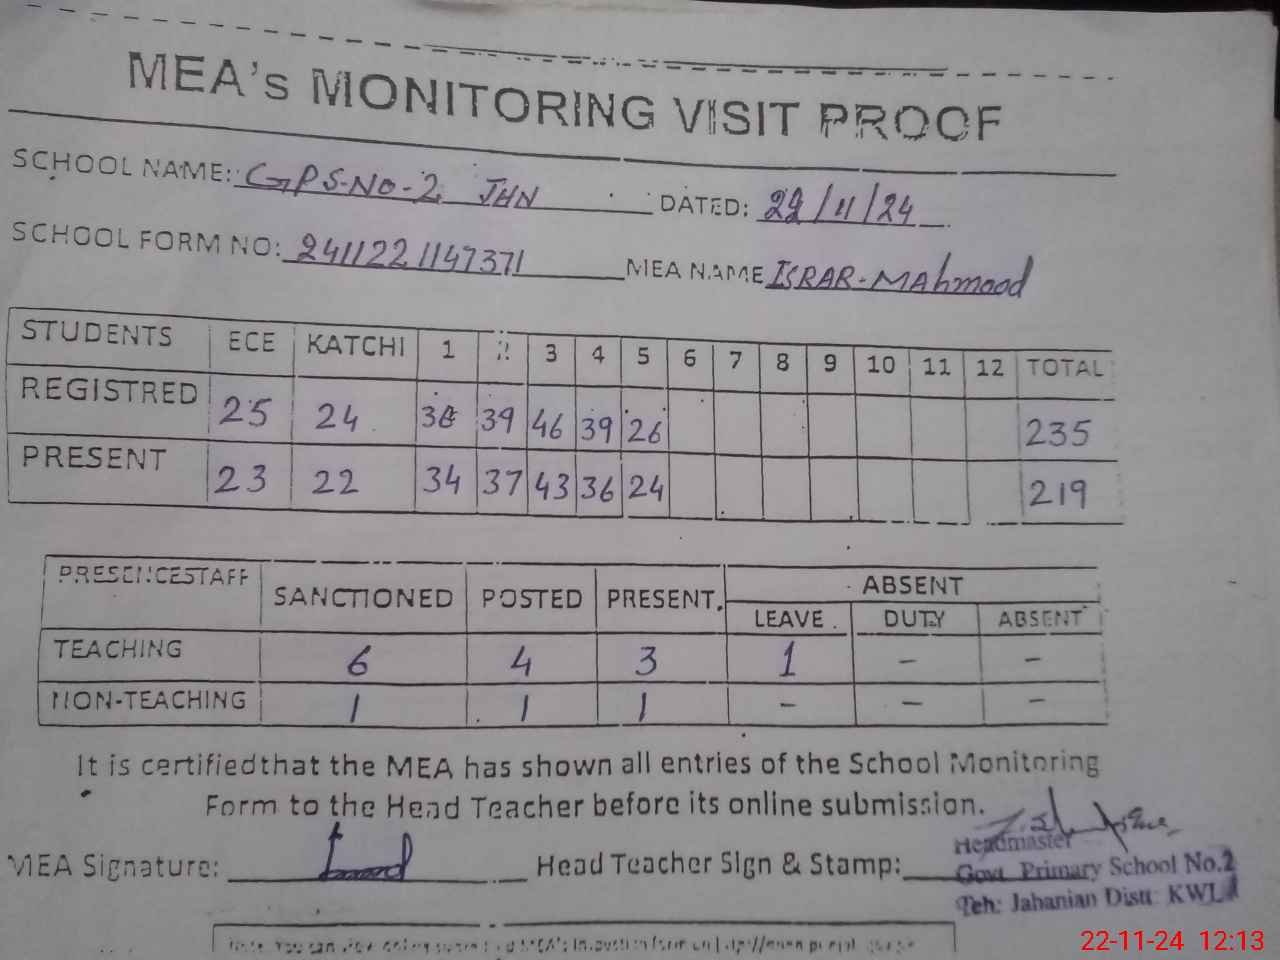 MEA's MONITORING VISIT PROOF
SCHOOL NAME: GPS-No-2 JHN DATED: 22/11/24
SCHOOL FORM NO: 2411221147371 MEA NAME ISRAR-MAhmood
STUDENTS ECE KATCHI 1 2 3 4 5 6 7 8 9 10 11 12 TOTAL
REGISTRED 25 24 36 39 46 39 26 235
PRESENT 23 22 34 37 43 36 24 219
PRESENCESTAFF SANCTIONED POSTED PRESENT ABSENT
LEAVE DUTY ABSENT
TEACHING 6 4 3 1 - -
NON-TEACHING 1 1 1 - - -
It is certified that the MEA has shown all entries of the School Monitoring
Form to the Head Teacher before its online submission.
MEA Signature: Head Teacher Sign & Stamp:
Headmaster
Govt Primary School No.2
Teh: Jahanian Distt: KWL
22-11-24 12:13